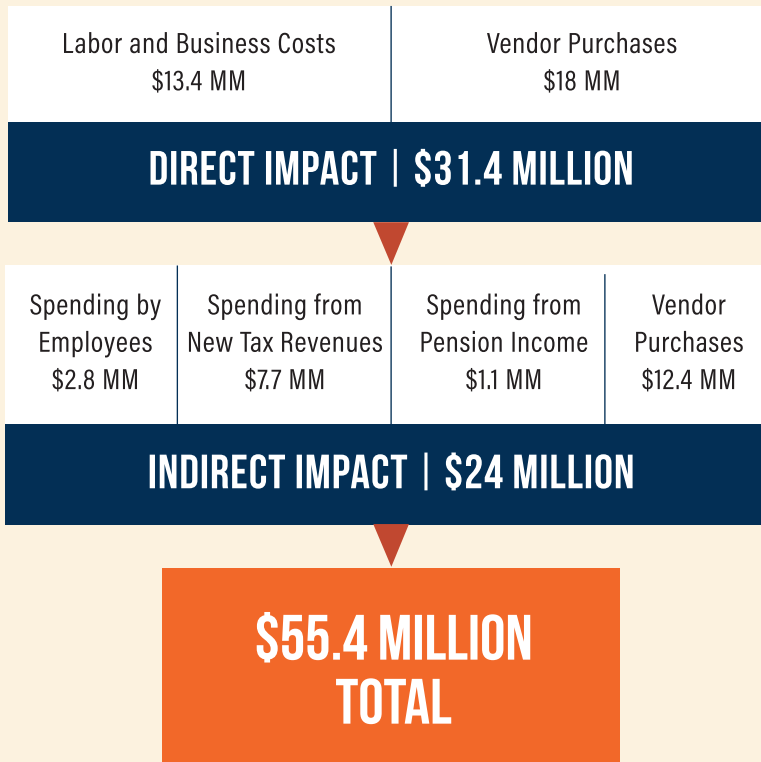 Labor and Business Costs
$13.4 MM
Vendor Purchases
$18 MM
DIRECT IMPACT | $31.4 MILLION
Spending by
Employees
$2.8 MM
Spending from
New Tax Revenues
$7.7 MM
Spending from
Pension Income
$1.1 MM
Vendor
Purchases
$12.4 MM
INDIRECT IMPACT | $24 MILLION
$55.4 MILLION
TOTAL